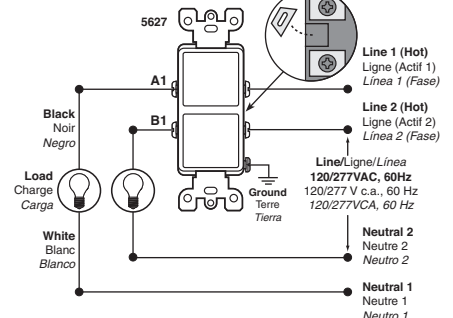 5627
A1
B1
Line 1 (Hot)
Ligne (Actif 1)
Línea 1 (Fase)
Line 2 (Hot)
Ligne (Actif 2)
Línea 2 (Fase)
Black
Noir
Negro
Load
Charge
Carga
White
Blanc
Blanco
Ground
Terre
Tierra
Line/Ligne/Línea
120/277VAC, 60Hz
120/277 V c.a., 60 Hz
120/277VCA, 60 Hz
Neutral 2
Neutre 2
Neutro 2
Neutral 1
Neutre 1
Neutro 1